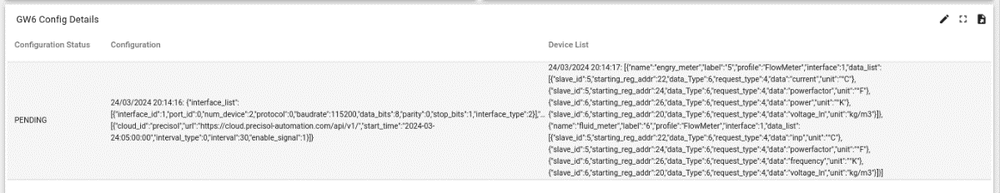 GW6 Config Details
Configuration Status
Configuration
Device List
PENDING
24/03/2024 20:14:16: {"interface_list":
[{"interface_id":1,"port_id":0,"num_device":2,"protocol":0,"baudrate":115200,"data_bits":8,"parity":0,"stop_bits":1,"interface_type":2}],"...
[{"cloud_id":"precisol","url":"https://cloud.precisol-automation.com/api/v1/","start_time":"2024-03-
24:05:00:00","interval_type":0,"interval":30,"enable_signal":1}]}
24/03/2024 20:14:17: [{"name":"engry_meter","label":"5","profile":"FlowMeter","interface":1,"data_list":
[{"slave_id":5,"starting_reg_addr":22,"data_Type":6,"request_type":4,"data":"current","unit":"°C"},
{"slave_id":5,"starting_reg_addr":24,"data_Type":6,"request_type":4,"data":"powerfactor","unit":"°F"},
{"slave_id":6,"starting_reg_addr":26,"data_Type":6,"request_type":4,"data":"power","unit":"°K"},
{"slave_id":6,"starting_reg_addr":20,"data_Type":6,"request_type":4,"data":"voltage_ln","unit":"kg/m3"}]},
{"name":"fluid_meter","label":"6","profile":"FlowMeter","interface":1,"data_list":
[{"slave_id":5,"starting_reg_addr":22,"data_Type":6,"request_type":4,"data":"inp","unit":"°C"},
{"slave_id":5,"starting_reg_addr":24,"data_Type":6,"request_type":4,"data":"powerfactor","unit":"°F"},
{"slave_id":6,"starting_reg_addr":26,"data_Type":6,"request_type":4,"data":"frequency","unit":"°K"},
{"slave_id":6,"starting_reg_addr":20,"data_Type":6,"request_type":4,"data":"voltage_ln","unit":"kg/m3"}]}]